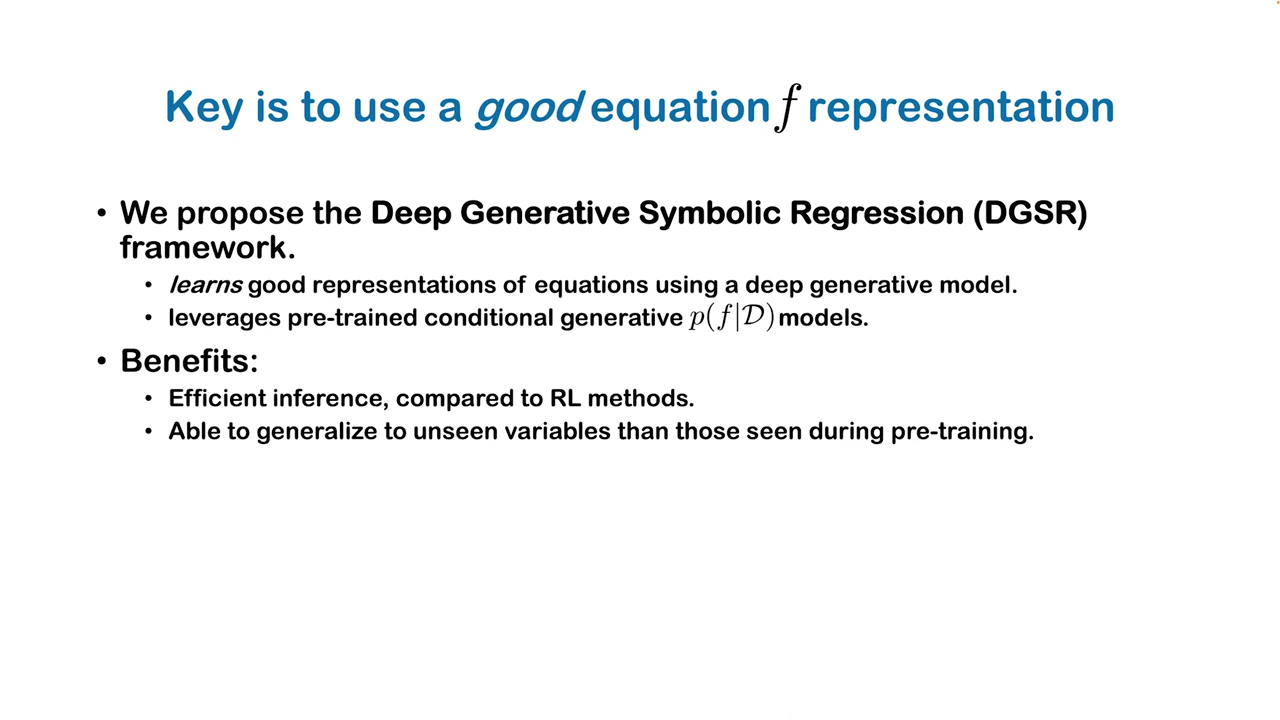 Key is to use a good equation f representation
• We propose the Deep Generative Symbolic Regression (DGSR)
framework.
• learns good representations of equations using a deep generative model.
• leverages pre-trained conditional generative p(f|𝒟) models.
• Benefits:
• Efficient inference, compared to RL methods.
• Able to generalize to unseen variables than those seen during pre-training.